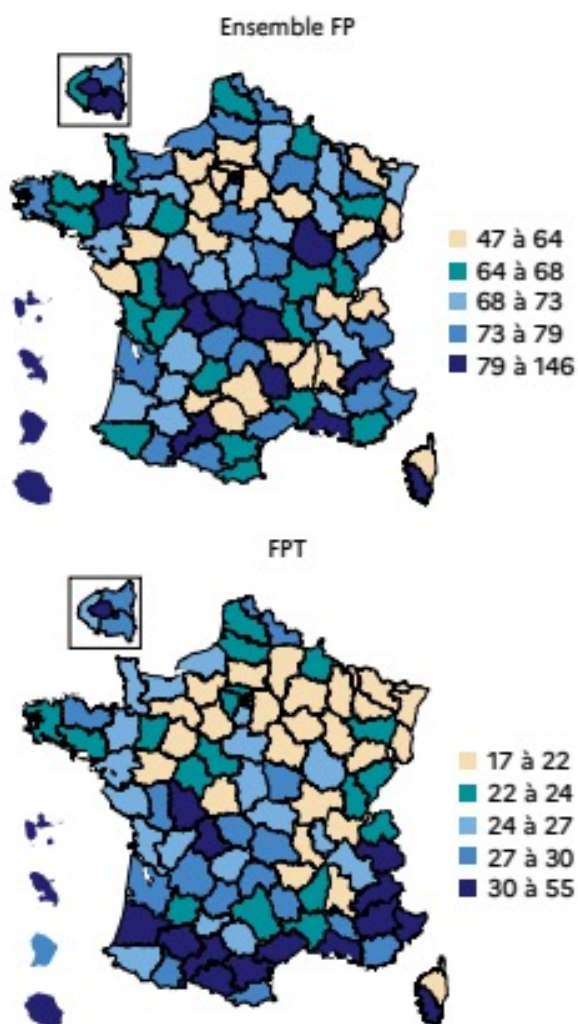 Ensemble FP
47 à 64
64 à 68
68 à 73
73 à 79
79 à 146
FPT
17 à 22
22 à 24
24 à 27
27 à 30
30 à 55